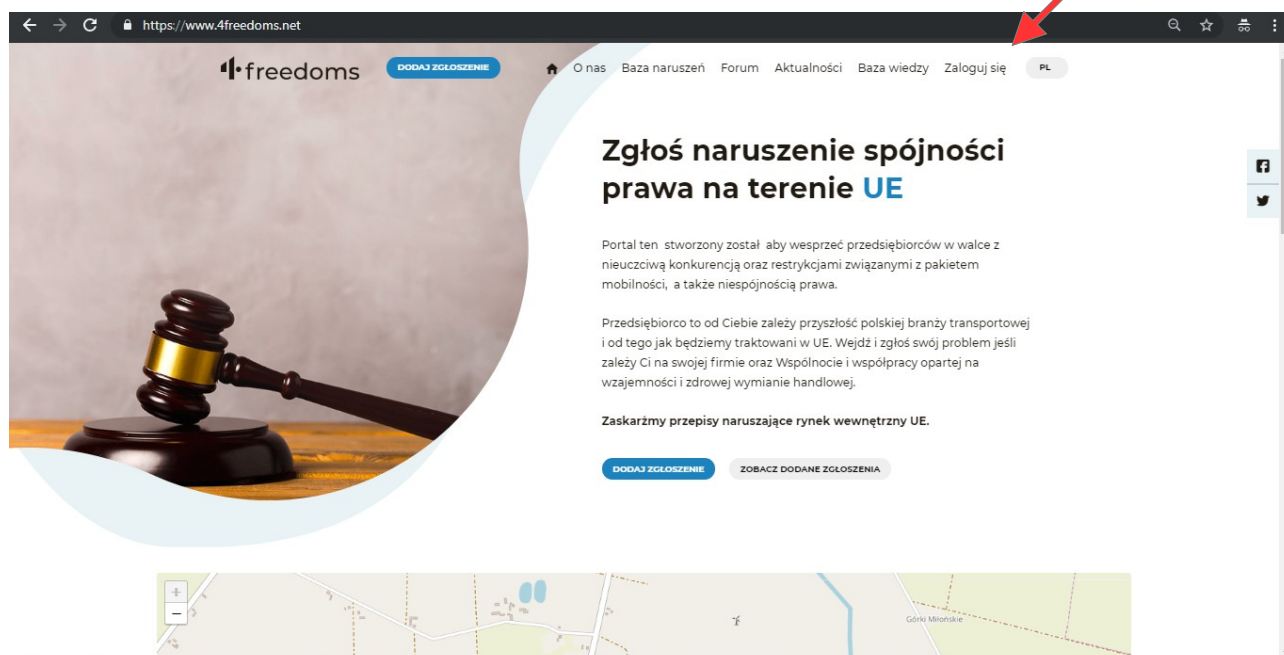 https://www.4freedoms.net
4freedoms
DODAJ ZGŁOSZENIE
O nas Baza naruszeń Forum Aktualności Baza wiedzy Zaloguj się PL
Zgłoś naruszenie spójności
prawa na terenie UE
Portal ten stworzony został aby wesprzeć przedsiębiorców w walce z
nieuczciwą konkurencją oraz restrykcjami związanymi z pakietem
mobilności, a także niespójnością prawa.
Przedsiębiorco to od Ciebie zależy przyszłość polskiej branży transportowej
i od tego jak będziemy traktowani w UE. Wejdź i zgłoś swój problem jeśli
zależy Ci na swojej firmie oraz Wspólnocie i współpracy opartej na
wzajemności i zdrowej wymianie handlowej.
Zaskarżmy przepisy naruszające rynek wewnętrzny UE.
DODAJ ZGŁOSZENIE ZOBACZ DODANE ZGŁOSZENIA
+
−
Górki Miłońskie